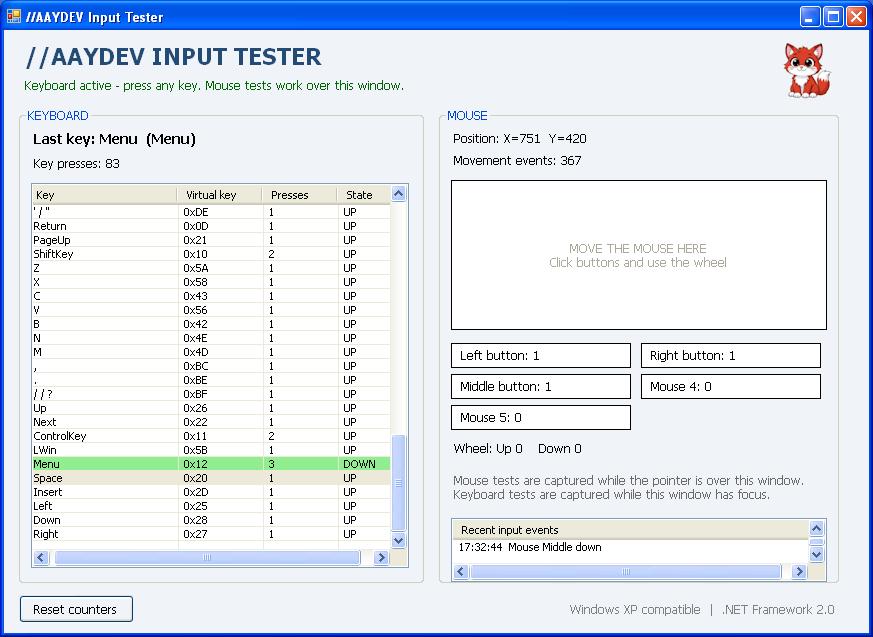 //AAYDEV Input Tester
//AAYDEV INPUT TESTER
Keyboard active - press any key. Mouse tests work over this window.
KEYBOARD
Last key: Menu (Menu)
Key presses: 83
Key Virtual key Presses State
' / " 0xDE 1 UP
Return 0x0D 1 UP
PageUp 0x21 1 UP
ShiftKey 0x10 2 UP
Z 0x5A 1 UP
X 0x58 1 UP
C 0x43 1 UP
V 0x56 1 UP
B 0x42 1 UP
N 0x4E 1 UP
M 0x4D 1 UP
, 0xBC 1 UP
. 0xBE 1 UP
/ / ? 0xBF 1 UP
Up 0x26 1 UP
Next 0x22 1 UP
ControlKey 0x11 2 UP
LWin 0x5B 1 UP
Menu 0x12 3 DOWN
Space 0x20 1 UP
Insert 0x2D 1 UP
Left 0x25 1 UP
Down 0x28 1 UP
Right 0x27 1 UP
MOUSE
Position: X=751 Y=420
Movement events: 367
MOVE THE MOUSE HERE
Click buttons and use the wheel
Left button: 1 Right button: 1
Middle button: 1 Mouse 4: 0
Mouse 5: 0
Wheel: Up 0 Down 0
Mouse tests are captured while the pointer is over this window.
Keyboard tests are captured while this window has focus.
Recent input events
17:32:44 Mouse Middle down
Reset counters
Windows XP compatible | .NET Framework 2.0